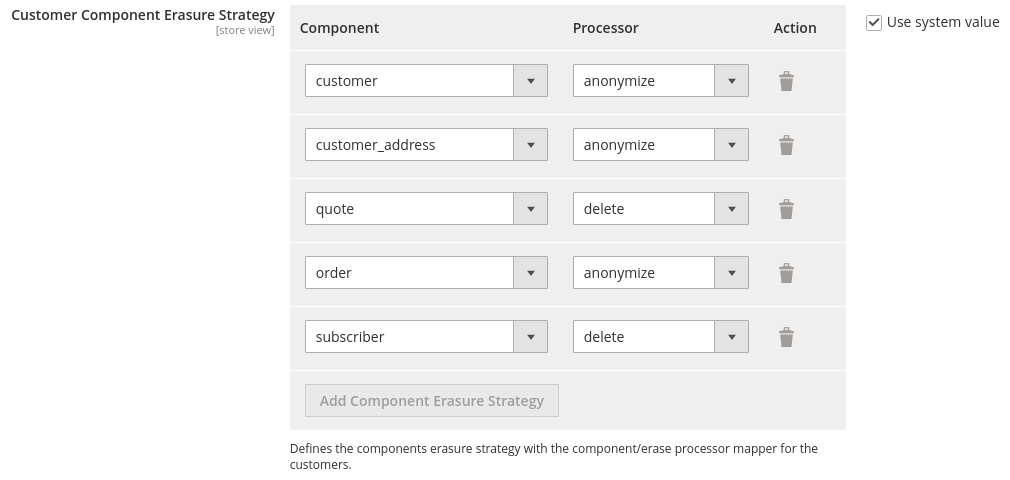 Customer Component Erasure Strategy
[store view]
Component Processor Action
Use system value
customer anonymize
customer_address anonymize
quote delete
order anonymize
subscriber delete
Add Component Erasure Strategy
Defines the components erasure strategy with the component/erase processor mapper for the
customers.